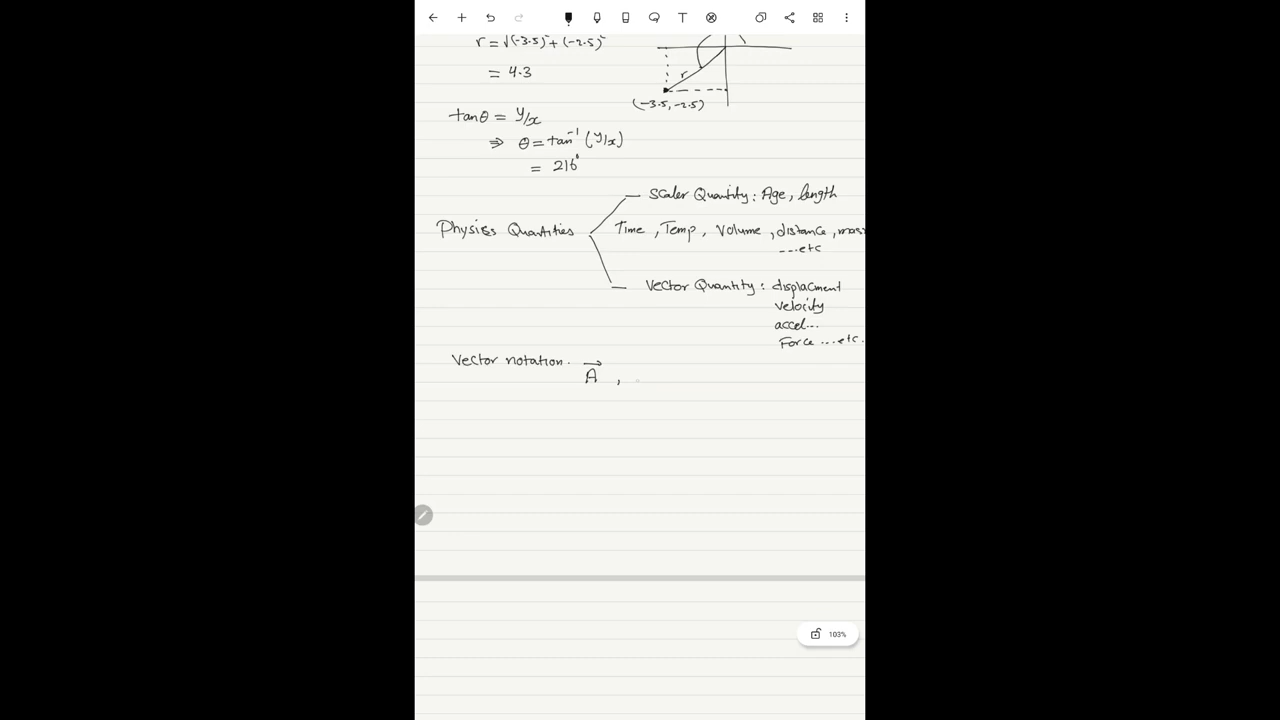 T
r = √(-3.5)² + (-2.5)²
= 4.3
r
(-3.5, -2.5)
tanθ = y/x
⇒ θ = tan⁻¹ (y/x)
= 216°
Scaler Quantity: Age, length
Physics Quantities
Time, Temp, Volume, distance, mass
...etc
Vector Quantity: displacment
velocity
accel...
Force ...etc.
Vector notation. A⃗ ,
103%